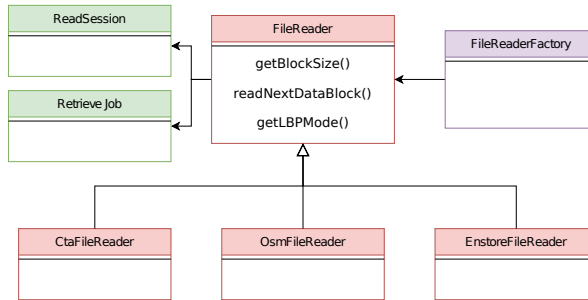 ReadSession
FileReader
FileReaderFactory
getBlockSize()
readNextDataBlock()
getLBPMode()
Retrieve Job
CtaFileReader
OsmFileReader
EnstoreFileReader